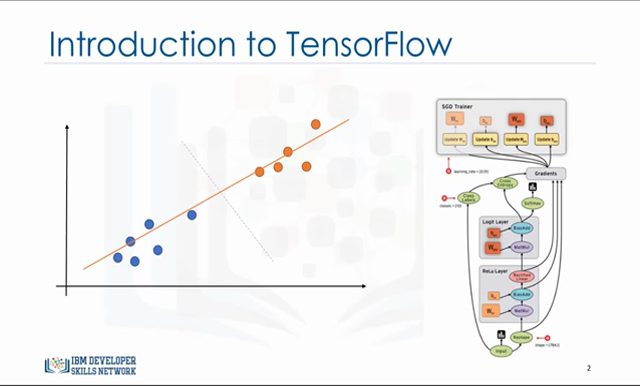 Introduction to TensorFlow
SGD Trainer
Update
Update
Update
Update
learning_rate = [0.01]
Gradients
Cross
Entropy
Class
Labels
classes = [10]
Softmax
Logit Layer
BiasAdd
MatMul
Rectified
Linear
ReLu Layer
BiasAdd
MatMul
Reshape
shape = [784,1]
Input
IBM DEVELOPER
SKILLS NETWORK
2